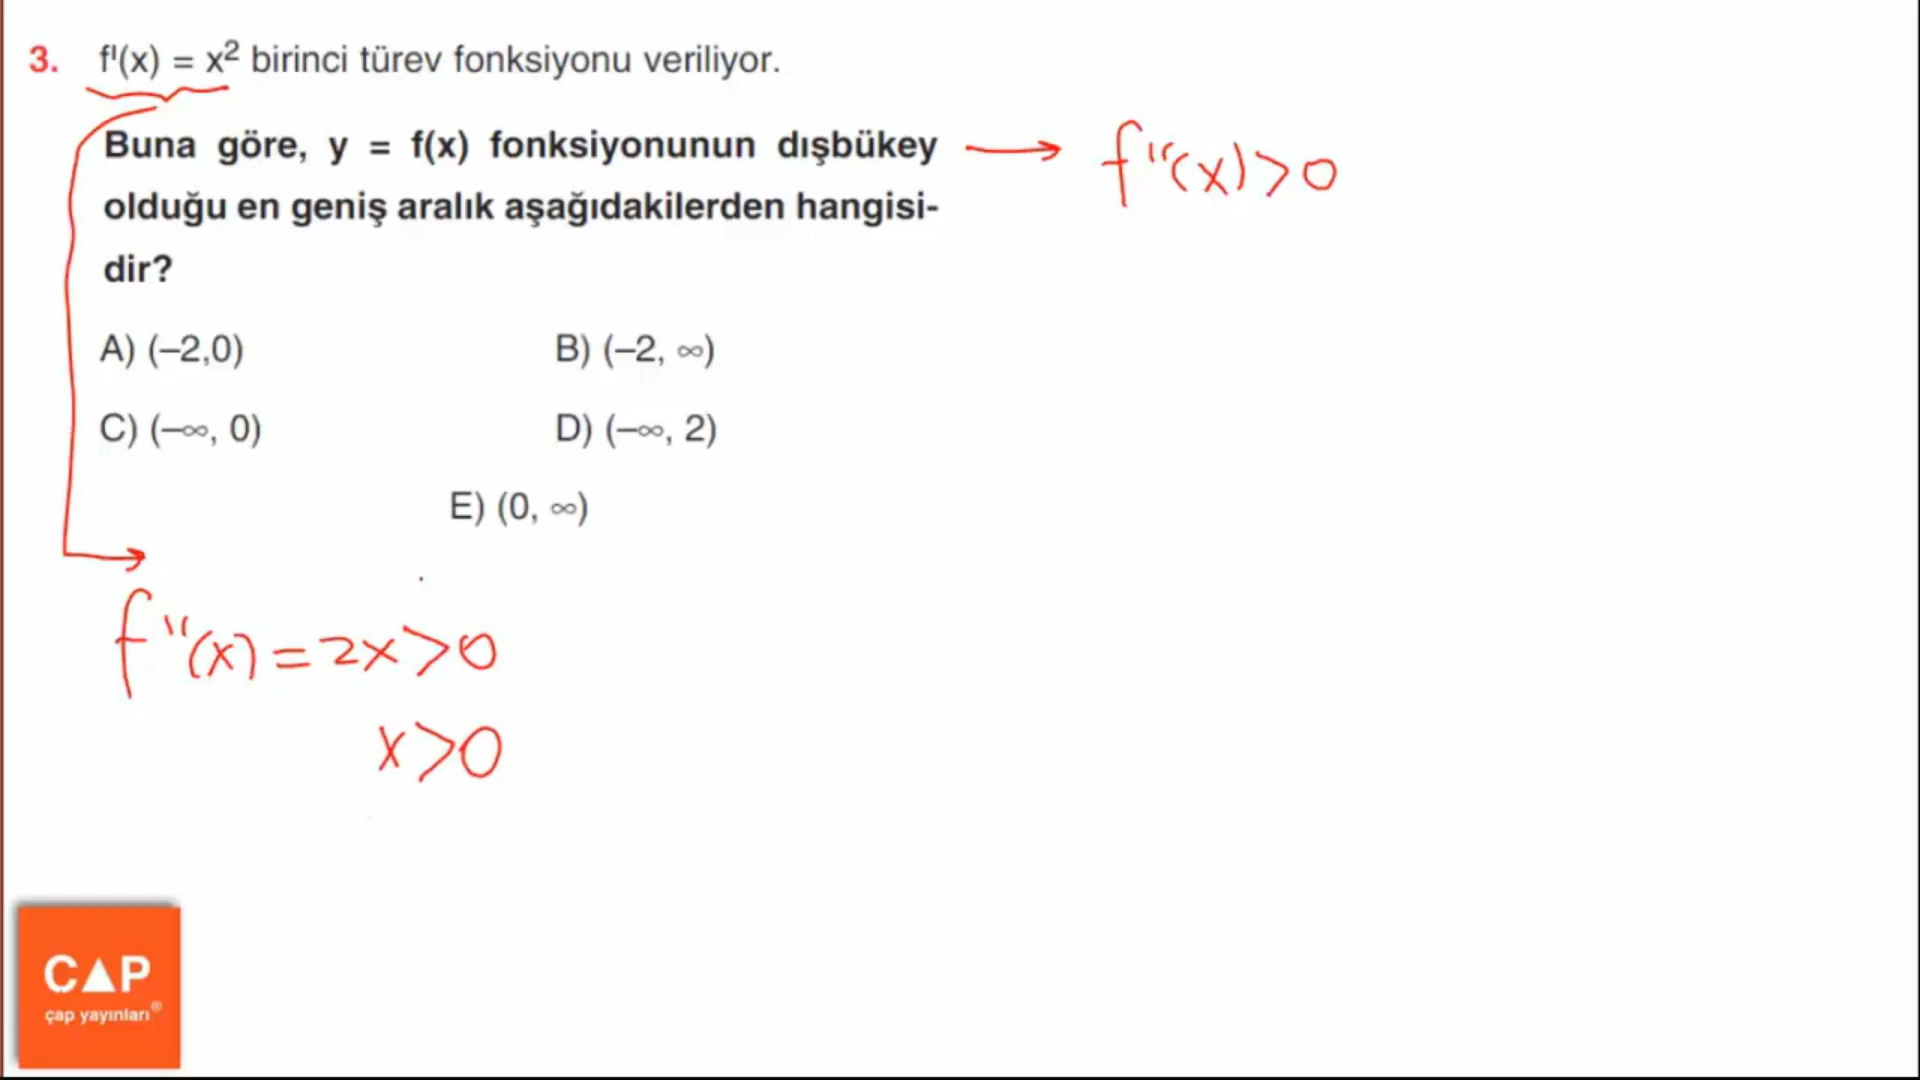 3. f'(x) = x² birinci türev fonksiyonu veriliyor.
Buna göre, y = f(x) fonksiyonunun dışbükey
olduğu en geniş aralık aşağıdakilerden hangisi-
dir?
f''(x)>0
A) (–2,0) B) (–2, ∞)
C) (–∞, 0) D) (–∞, 2)
E) (0, ∞)
f''(x)=2x>0
x>0
ÇAP
çap yayınları®